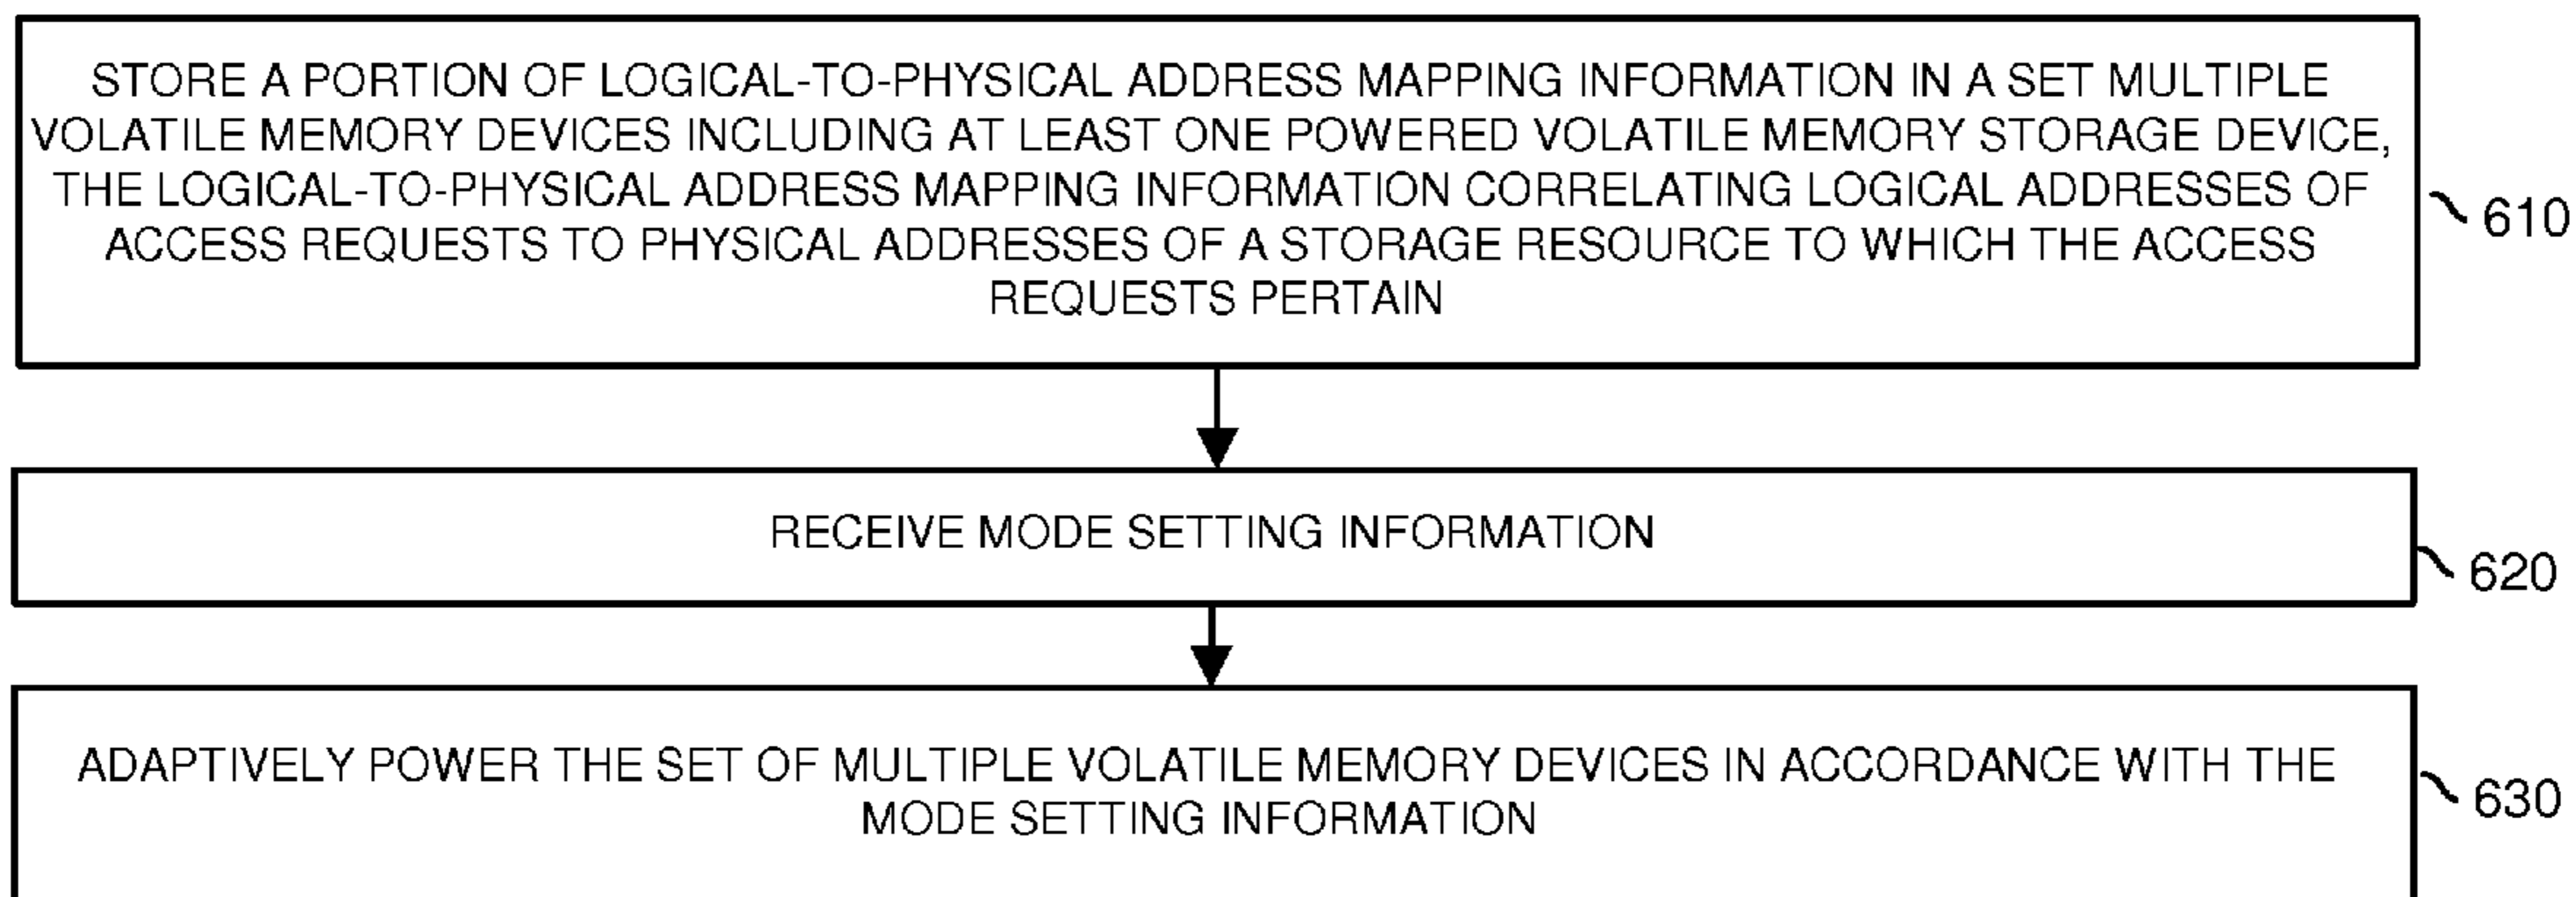 STORE A PORTION OF LOGICAL-TO-PHYSICAL ADDRESS MAPPING INFORMATION IN A SET MULTIPLE
VOLATILE MEMORY DEVICES INCLUDING AT LEAST ONE POWERED VOLATILE MEMORY STORAGE DEVICE,
THE LOGICAL-TO-PHYSICAL ADDRESS MAPPING INFORMATION CORRELATING LOGICAL ADDRESSES OF
ACCESS REQUESTS TO PHYSICAL ADDRESSES OF A STORAGE RESOURCE TO WHICH THE ACCESS
REQUESTS PERTAIN
610
RECEIVE MODE SETTING INFORMATION
620
ADAPTIVELY POWER THE SET OF MULTIPLE VOLATILE MEMORY DEVICES IN ACCORDANCE WITH THE
MODE SETTING INFORMATION
630